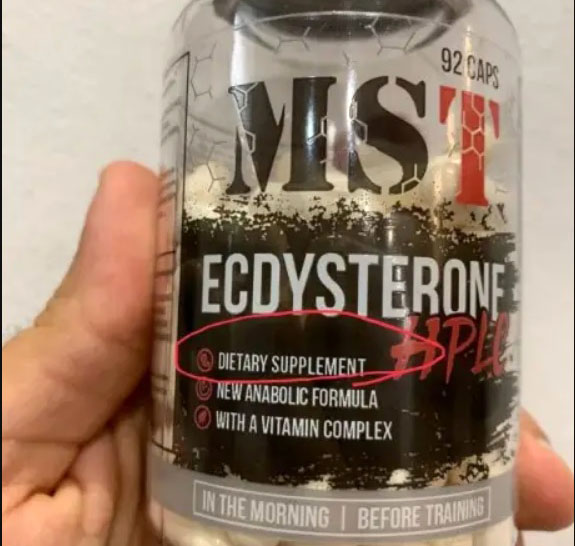 92 CAPS
MST
ECDYSTERONE
HPLC
DIETARY SUPPLEMENT
NEW ANABOLIC FORMULA
WITH A VITAMIN COMPLEX
IN THE MORNING | BEFORE TRAINING